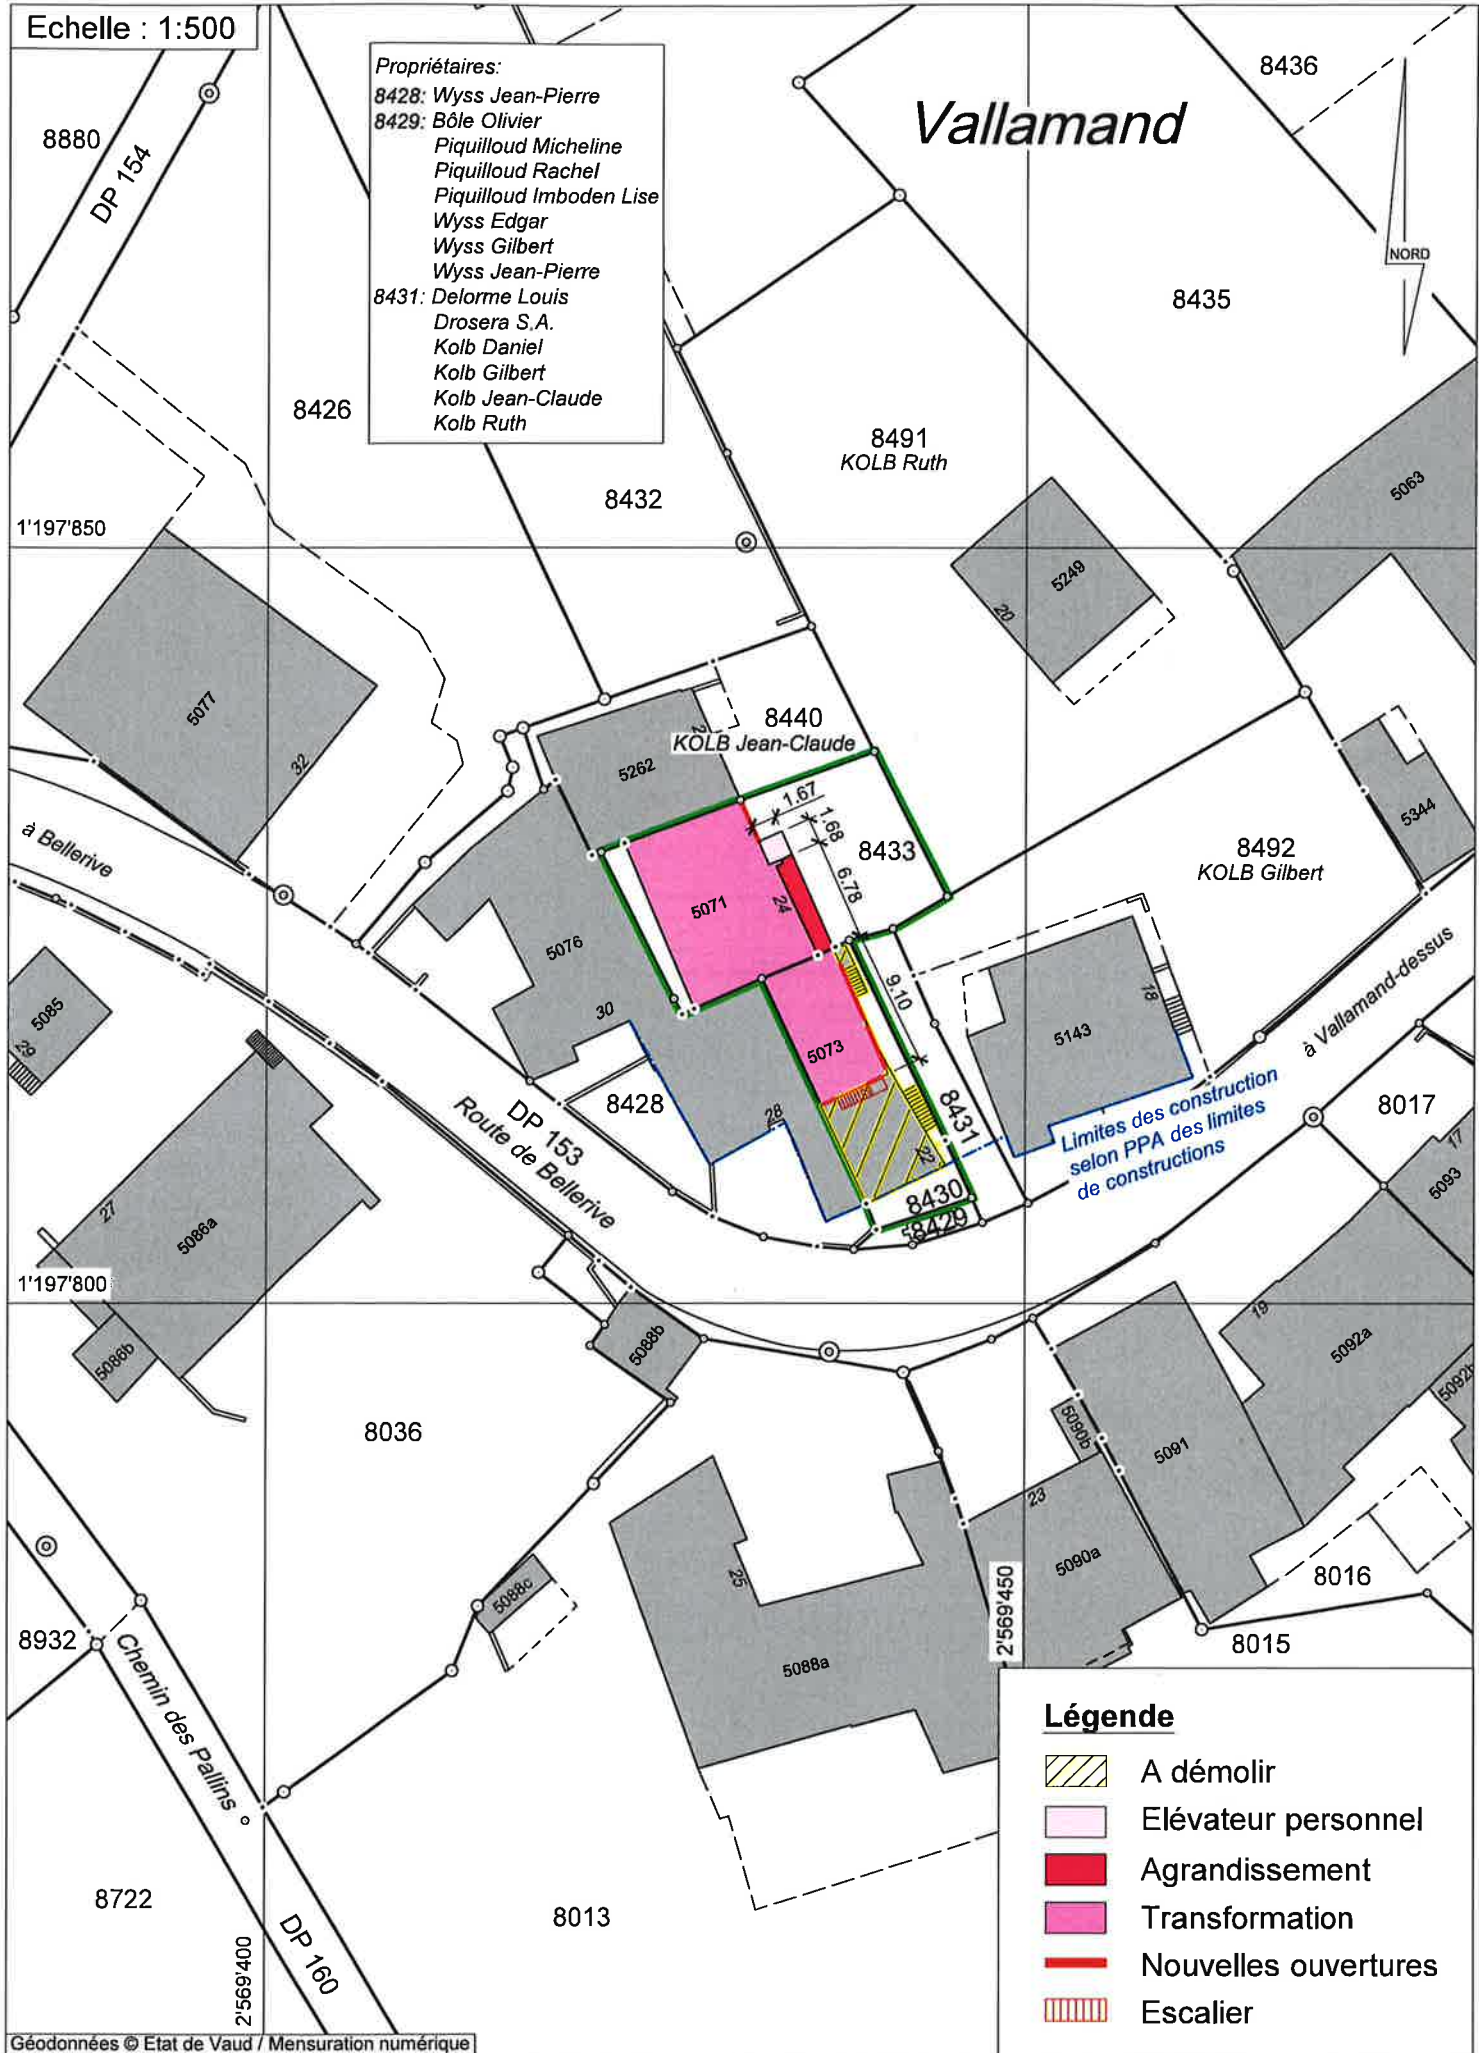 Echelle : 1:500
Propriétaires:
8428: Wyss Jean-Pierre
8429: Bôle Olivier
Piquilloud Micheline
Piquilloud Rachel
Piquilloud Imboden Lise
Wyss Edgar
Wyss Gilbert
Wyss Jean-Pierre
8431: Delorme Louis
Drosera S.A.
Kolb Daniel
Kolb Gilbert
Kolb Jean-Claude
Kolb Ruth
Vallamand
8436
8880
DP 154
NORD
8435
8426
8491
KOLB Ruth
8432
5063
1'197'850
5249
20
5077
32
8440
KOLB Jean-Claude
5262
5344
1.67
1.68
6.78
8433
8492
KOLB Gilbert
à Bellerive
5071
24
5076
9.10
à Vallamand-dessus
18
5085
29
30
5143
5073
8428
28
8431
22
8430
8429
DP 153
Route de Bellerive
Limites des construction
selon PPA des limites
de constructions
8017
17
5093
27
5086a
1'197'800
5086b
5088b
19
5092a
5092b
5090b
5091
8036
23
5090a
25
5088a
5088c
2'569'450
8016
8015
8932
Chemin des Pallins
8722
DP 160
8013
2'569'400
Légende
A démolir
Elévateur personnel
Agrandissement
Transformation
Nouvelles ouvertures
Escalier
Géodonnées © Etat de Vaud / Mensuration numérique